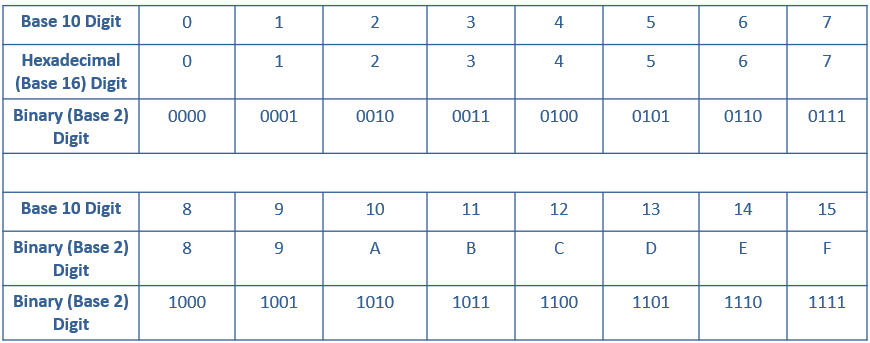 Base 10 Digit 0 1 2 3 4 5 6 7
Hexadecimal
(Base 16) Digit 0 1 2 3 4 5 6 7
Binary (Base 2)
Digit 0000 0001 0010 0011 0100 0101 0110 0111
Base 10 Digit 8 9 10 11 12 13 14 15
Binary (Base 2)
Digit 8 9 A B C D E F
Binary (Base 2)
Digit 1000 1001 1010 1011 1100 1101 1110 1111